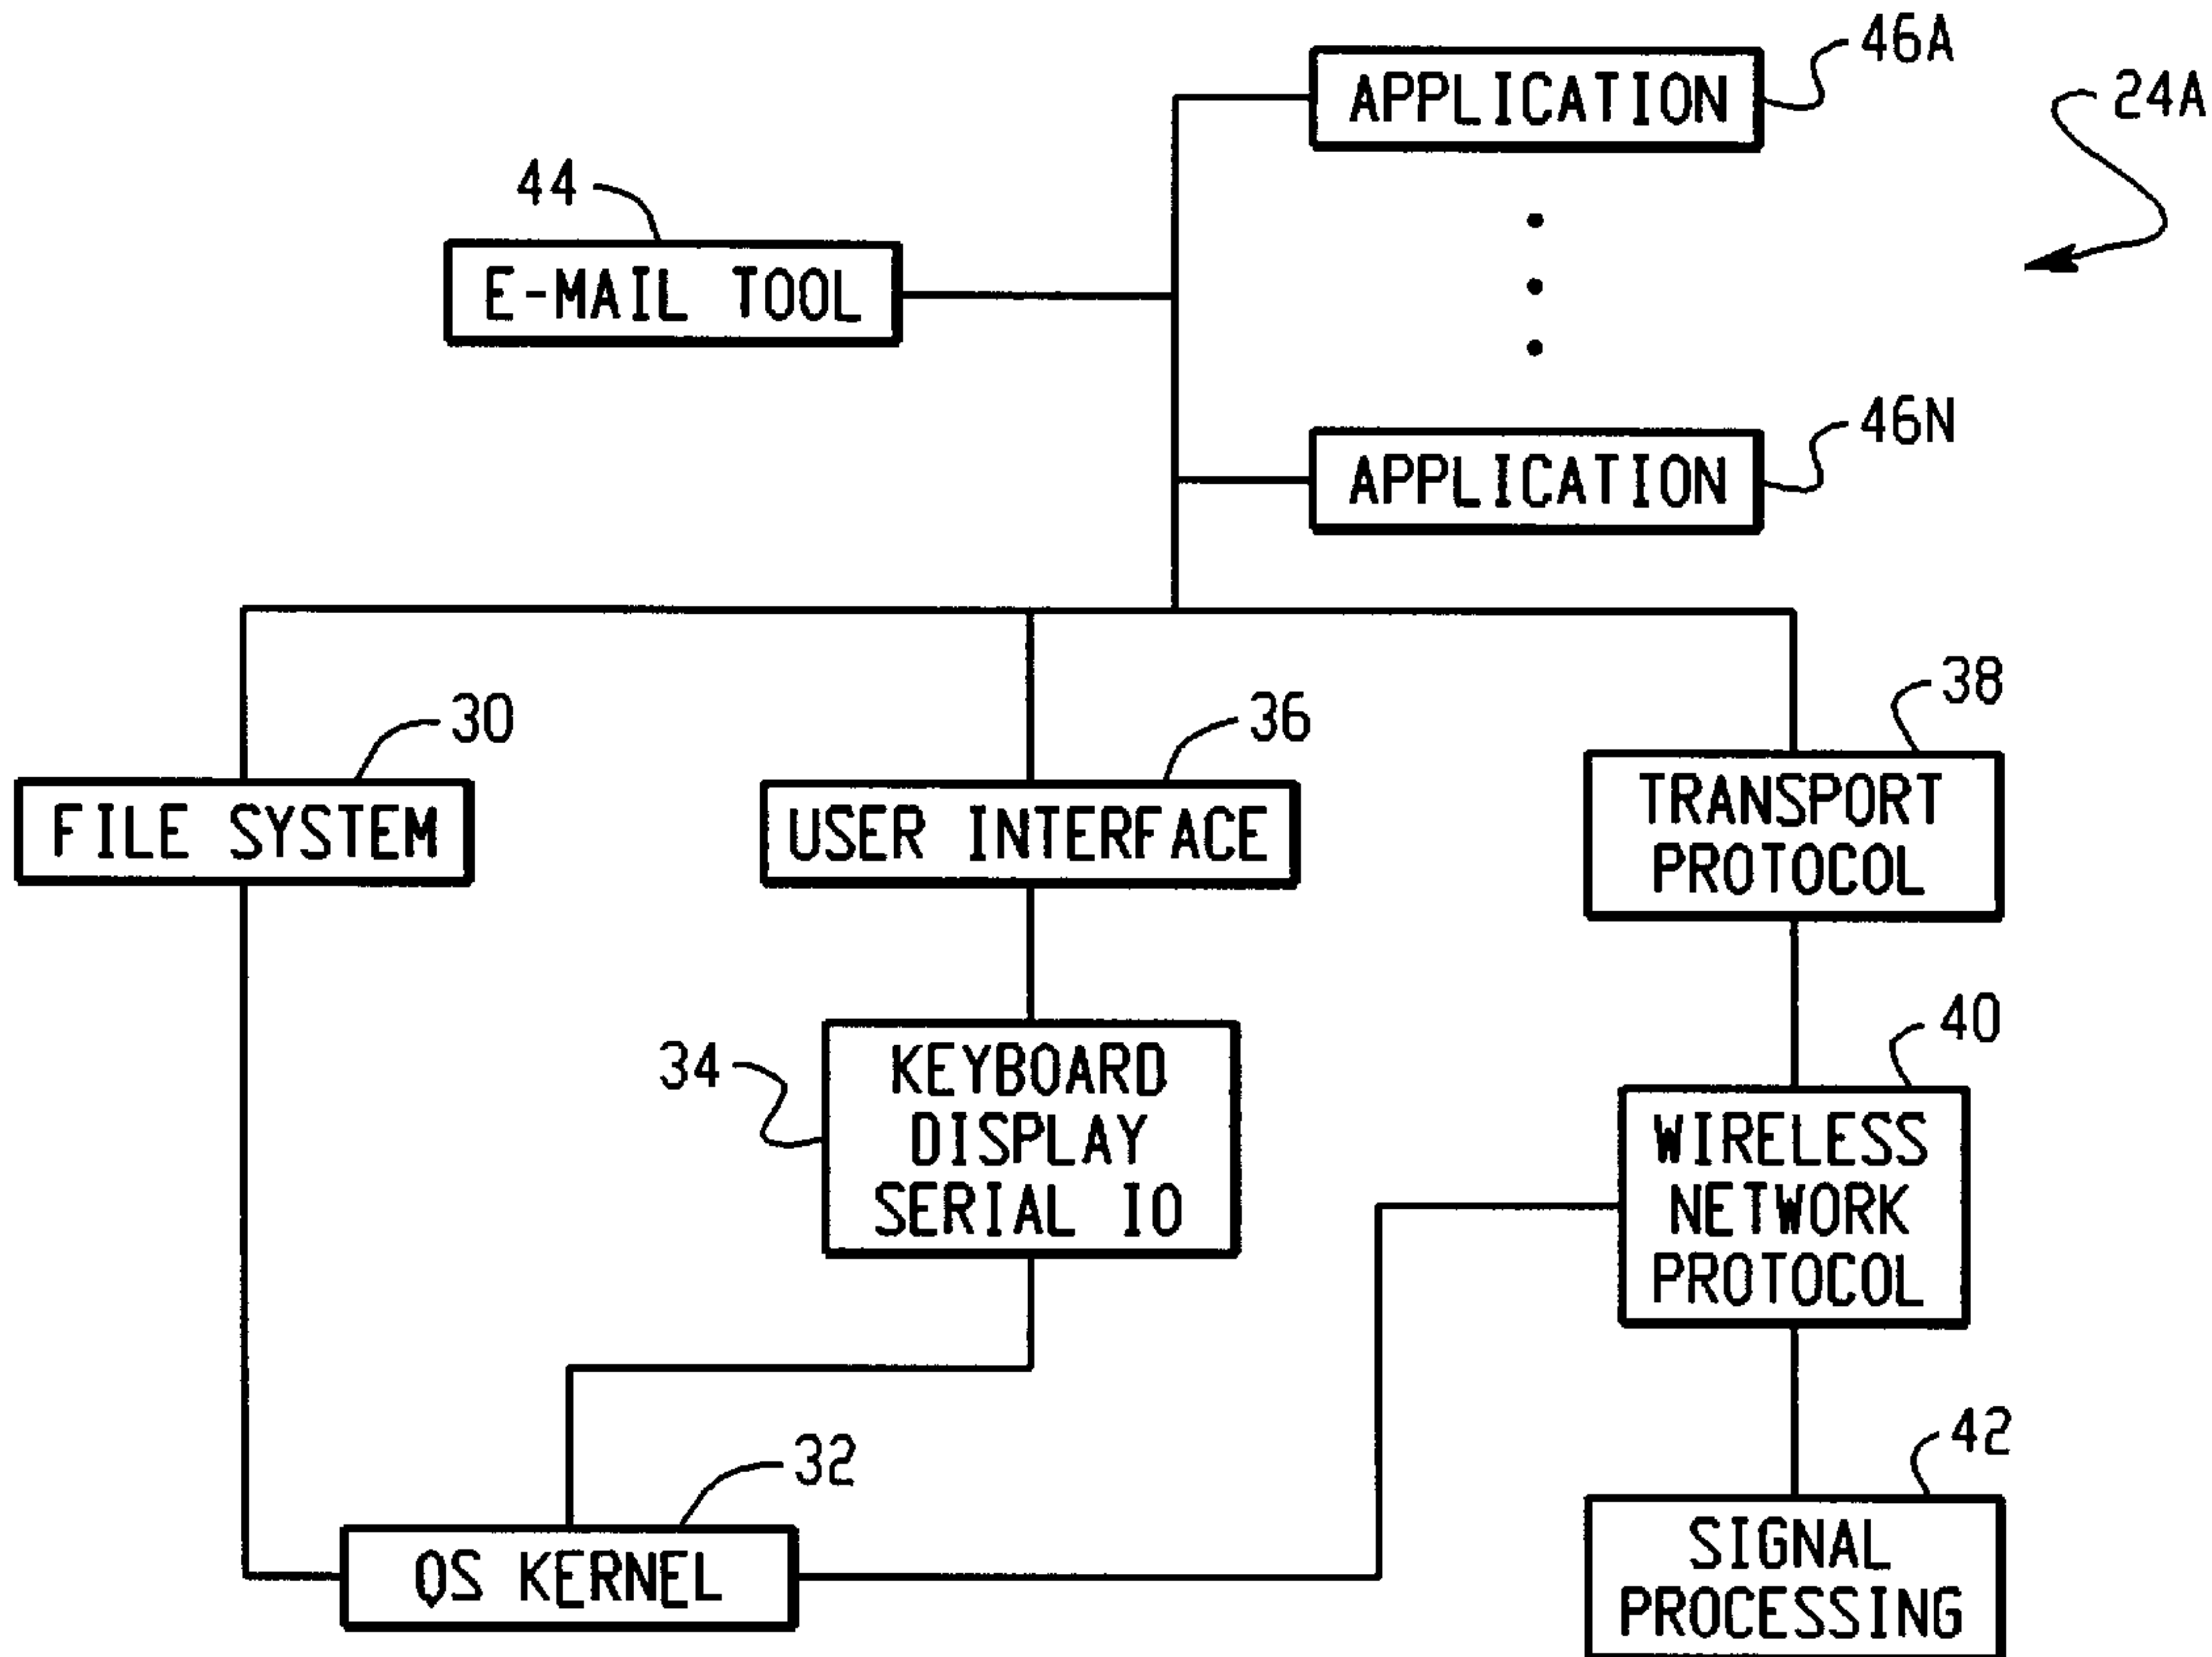 46A
APPLICATION
24A
44
E-MAIL TOOL
46N
APPLICATION
30
FILE SYSTEM
36
USER INTERFACE
38
TRANSPORT
PROTOCOL
34
KEYBOARD
DISPLAY
SERIAL IO
40
WIRELESS
NETWORK
PROTOCOL
32
QS KERNEL
42
SIGNAL
PROCESSING